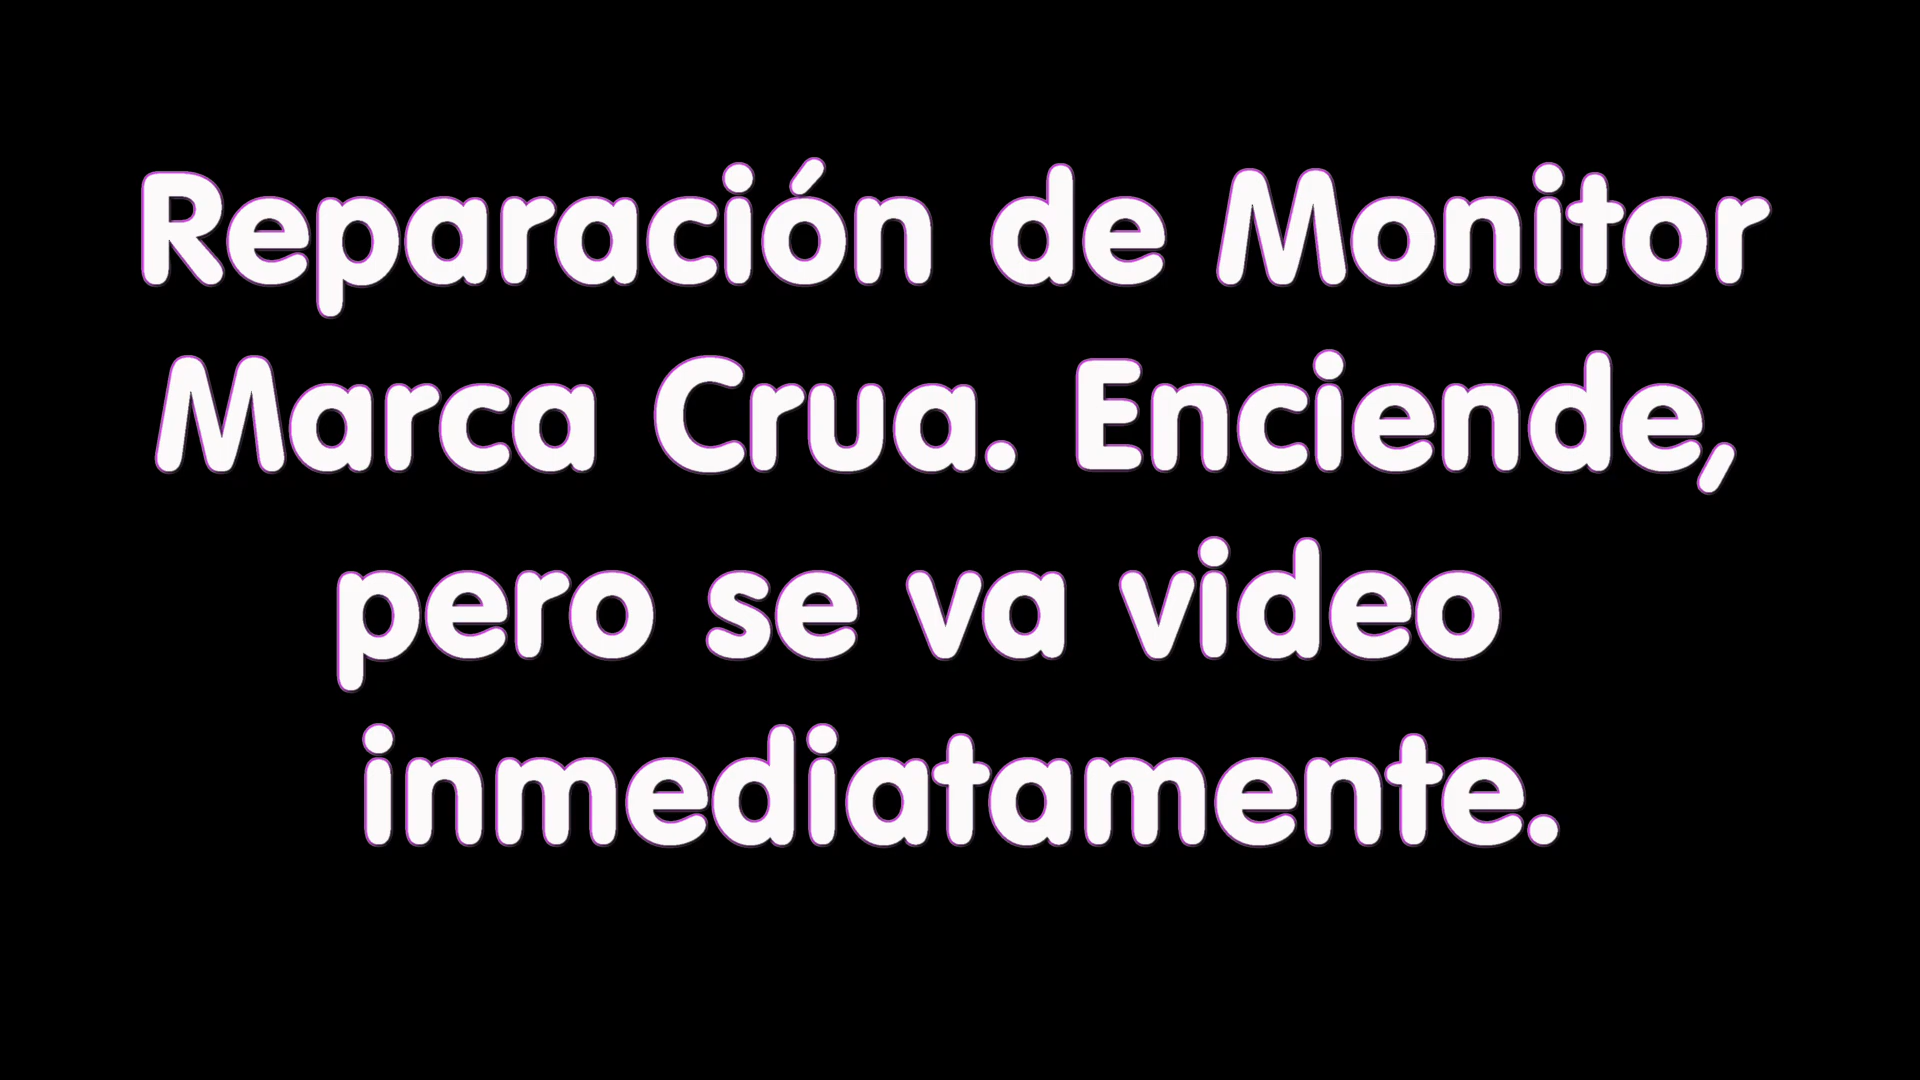 Reparación de Monitor
Marca Crua. Enciende,
pero se va video
inmediatamente.